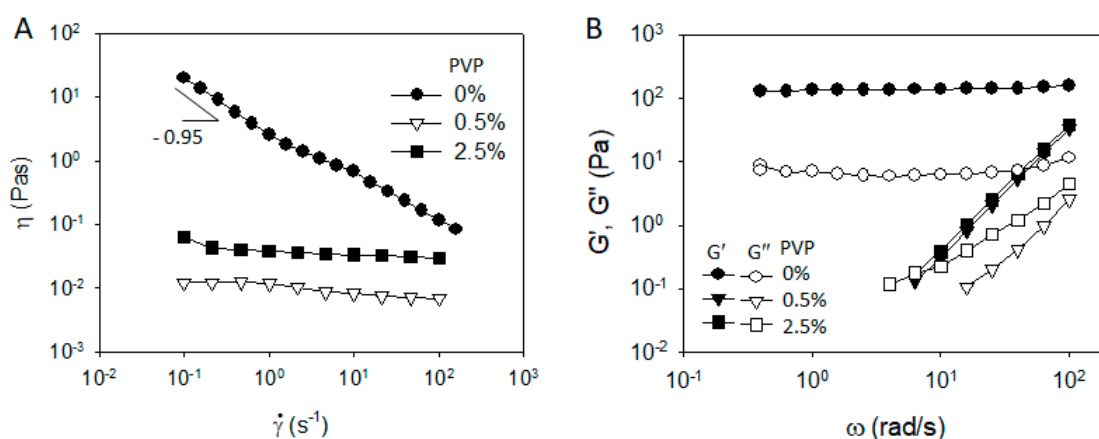 A
B
10² 
10¹
10⁰
10⁻¹
10⁻²
10⁻³
η (Pas)
PVP
0%
0.5%
2.5%
- 0.95
10⁻² 10⁻¹ 10⁰ 10¹ 10² 10³
γ̇ (s⁻¹)
10³
10²
10¹
10⁰
10⁻¹
10⁻²
G', G'' (Pa)
G' G'' PVP
0%
0.5%
2.5%
10⁻¹ 10⁰ 10¹ 10²
ω (rad/s)